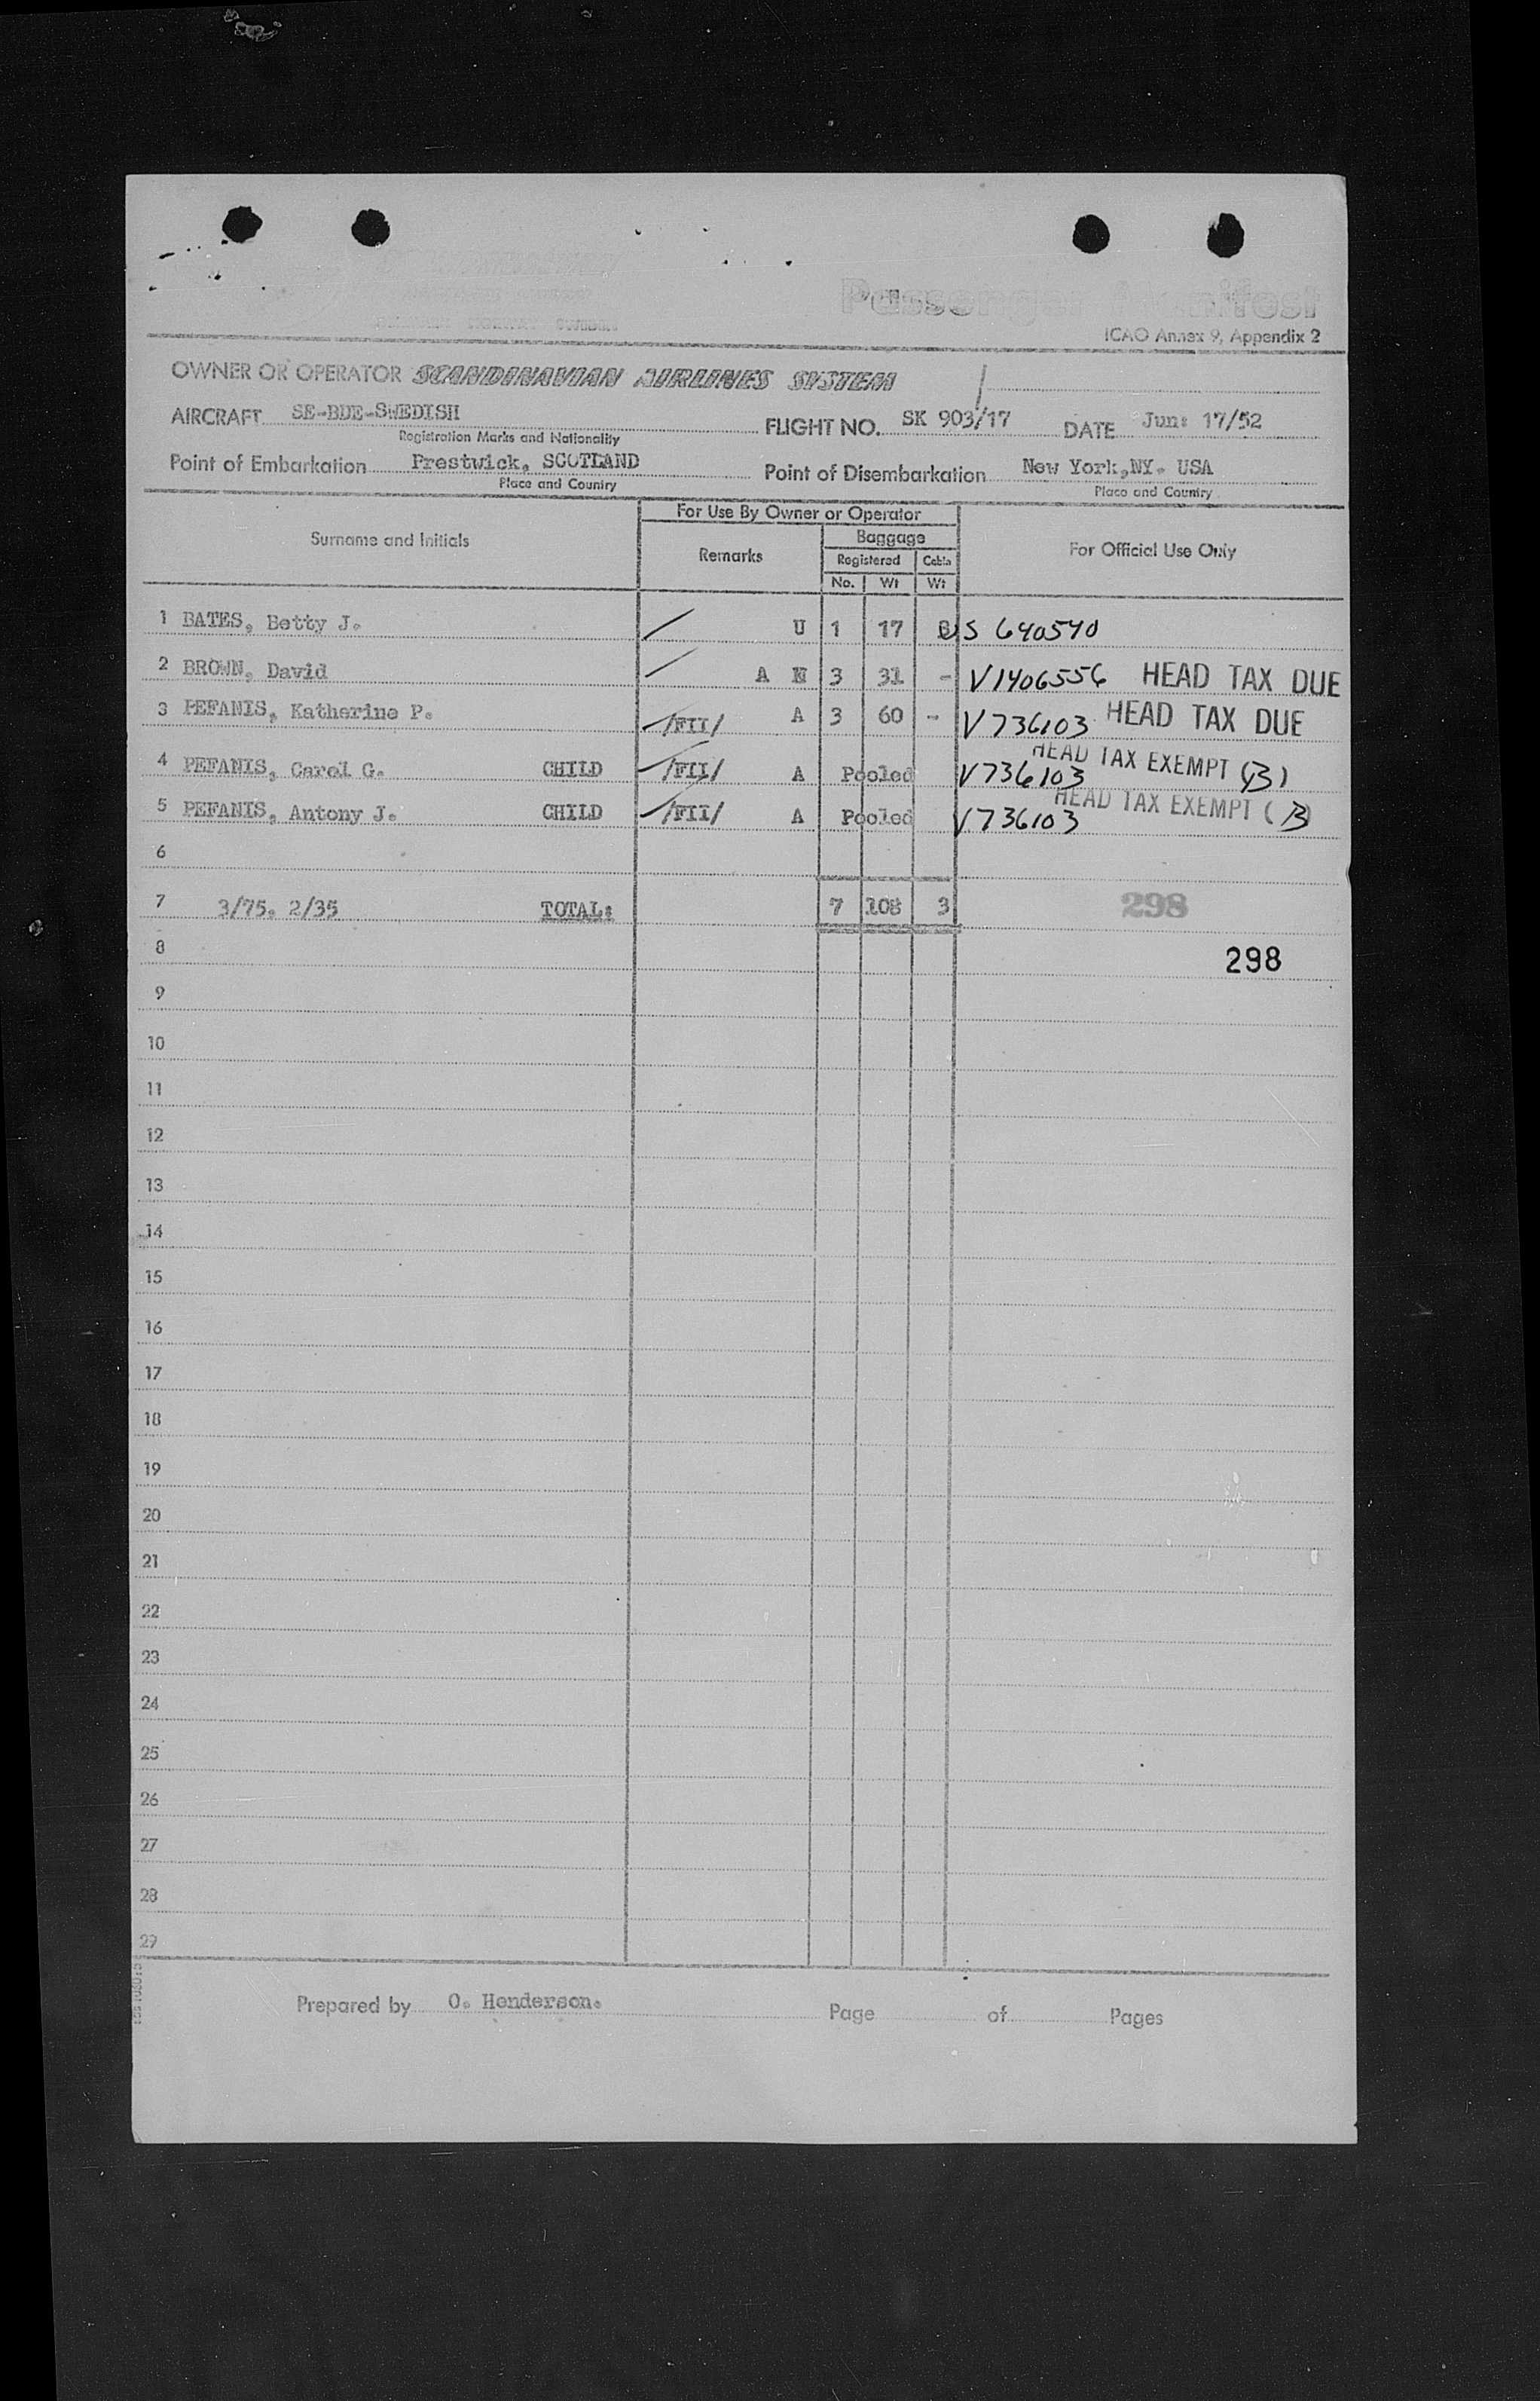 Passenger Manifest
ICAO Annex 9, Appendix 2
OWNER OR OPERATOR SCANDINAVIAN AIRLINES SYSTEM
AIRCRAFT SE-BDE-SWEDISH FLIGHT NO. SK 903/17 DATE Jun: 17/52
Registration Marks and Nationality
Point of Embarkation Prestwick, SCOTLAND Point of Disembarkation New York,NY. USA
Place and Country Place and Country
For Use By Owner or Operator
Surname and Initials Remarks Baggage For Official Use Only
Registered Cabin
No. Wt Wt
1 BATES, Betty J. U 1 17 S 640540
2 BROWN, David A 3 31 - V1406556 HEAD TAX DUE
3 PEFANIS, Katherine P. /FII/ A 3 60 - V736103 HEAD TAX DUE
4 PEFANIS, Carol G. CHILD /FII/ A Pooled V736103 HEAD TAX EXEMPT (B)
5 PEFANIS, Antony J. CHILD /FII/ A Pooled V736103 HEAD TAX EXEMPT (B)
6
7 3/75. 2/35 TOTAL: 7 108 3 298
8 298
9
10
11
12
13
14
15
16
17
18
19
20
21
22
23
24
25
26
27
28
29
Prepared by O. Henderson. Page of Pages